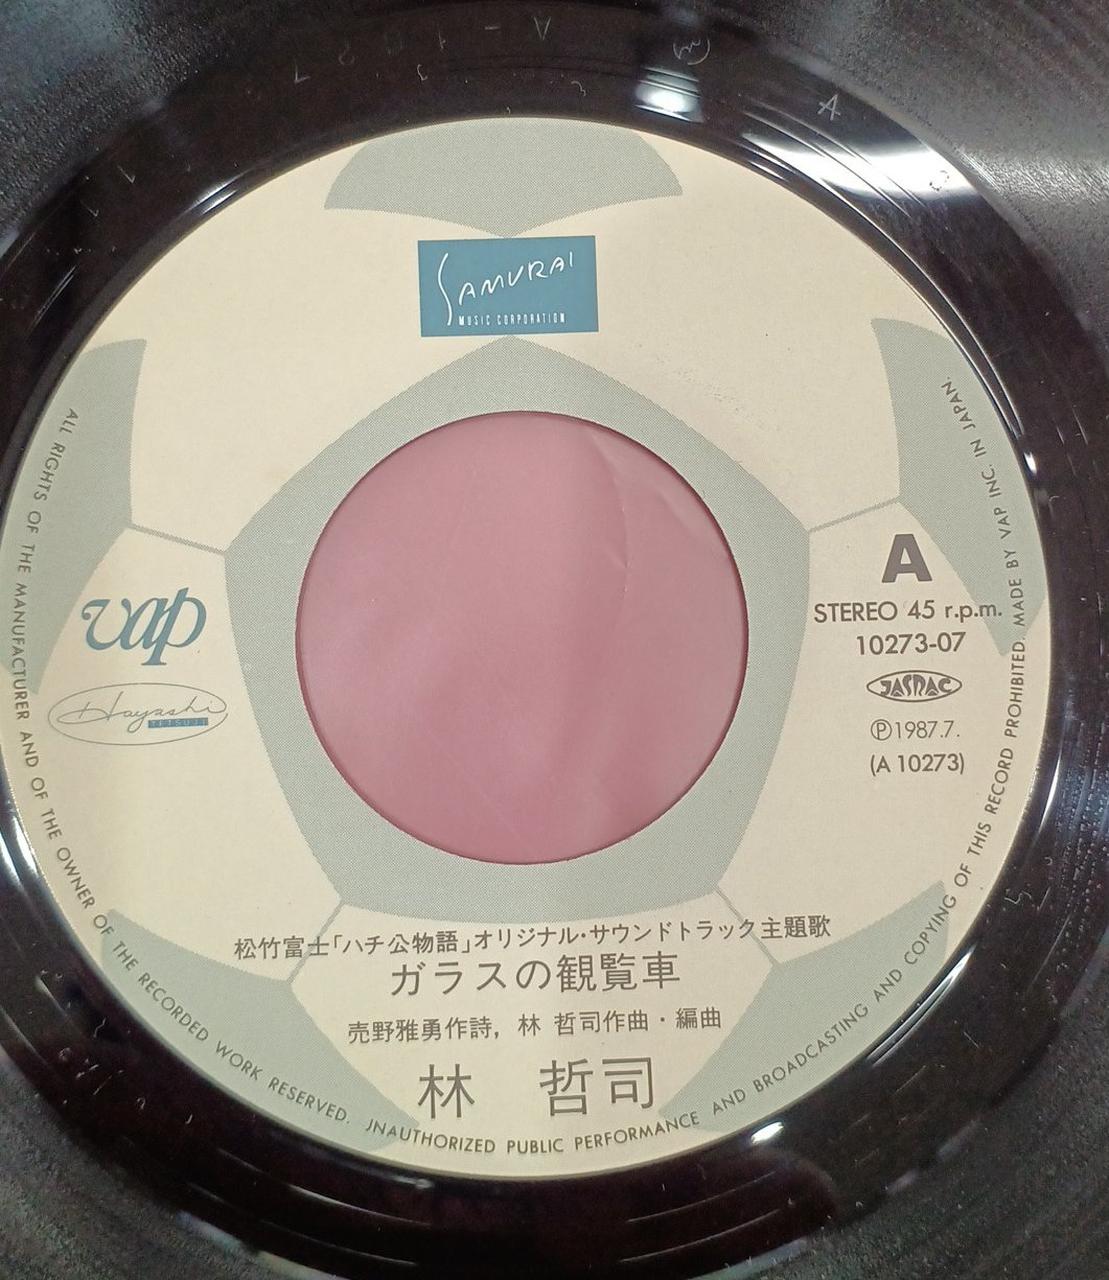 SAMURAI
MUSIC CORPORATION
vap
Hayashi
TETSUJI
A
STEREO 45 r.p.m.
10273-07
JASRAC
Ⓟ1987.7.
(A 10273)
松竹富士「ハチ公物語」オリジナル・サウンドトラック主題歌
ガラスの観覧車
売野雅勇作詩，林 哲司作曲・編曲
林 哲司
ALL RIGHTS OF THE MANUFACTURER AND OF THE OWNER OF THE RECORDED WORK RESERVED. UNAUTHORIZED PUBLIC PERFORMANCE AND BROADCASTING AND COPYING OF THIS RECORD PROHIBITED. MADE BY VAP INC. IN JAPAN.